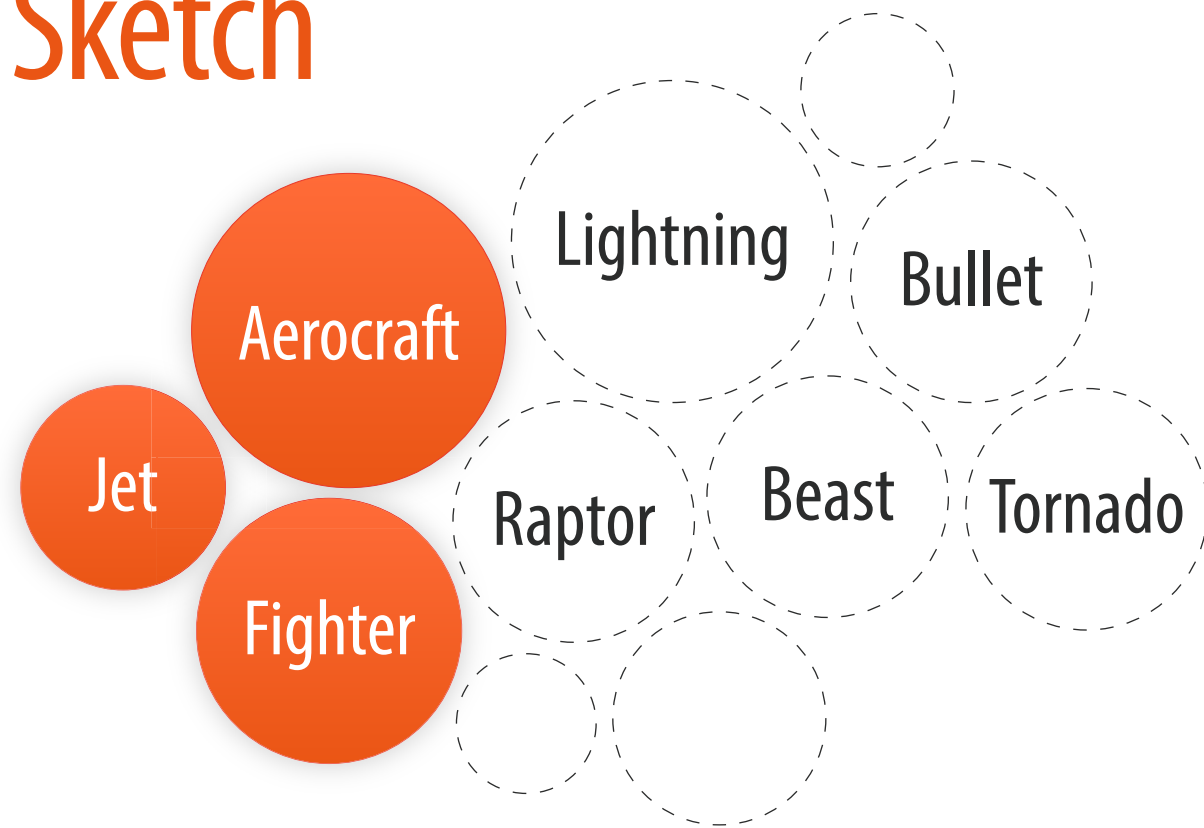 Sketch
Lightning
Bullet
Aerocraft
Jet
Raptor
Beast
Tornado
Fighter